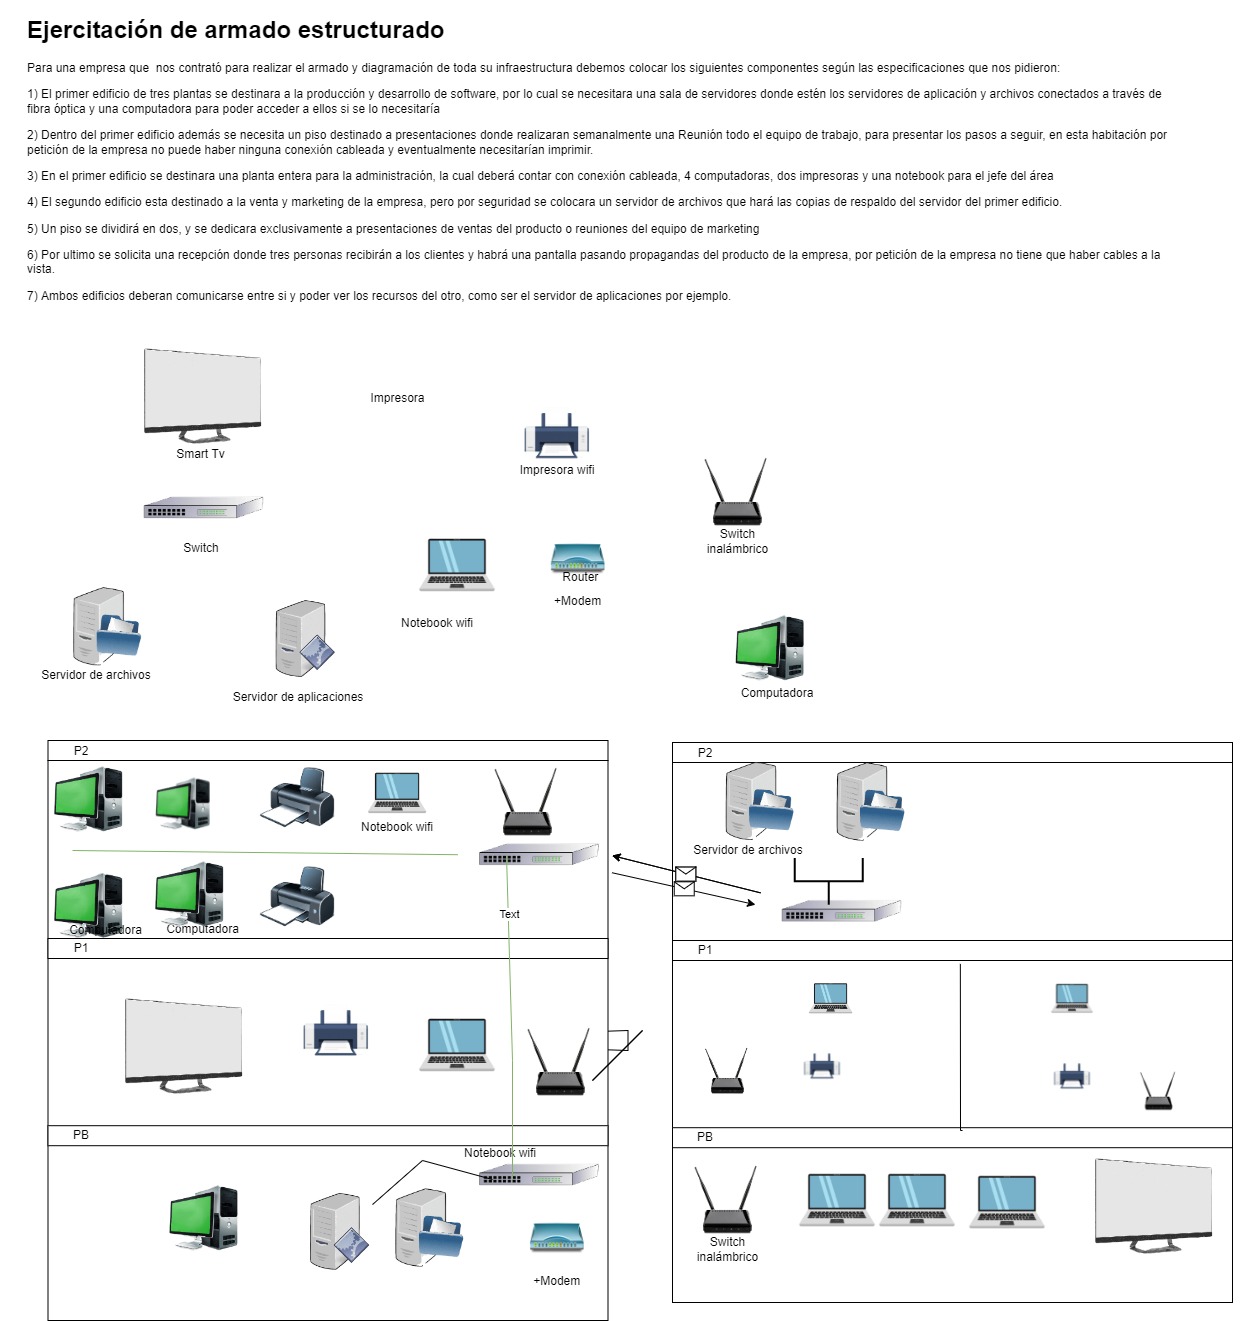 Ejercitación de armado estructurado
Para una empresa que  nos contrató para realizar el armado y diagramación de toda su infraestructura debemos colocar los siguientes componentes según las especificaciones que nos pidieron:
1) El primer edificio de tres plantas se destinara a la producción y desarrollo de software, por lo cual se necesitara una sala de servidores donde estén los servidores de aplicación y archivos conectados a través de
fibra óptica y una computadora para poder acceder a ellos si se lo necesitaría
2) Dentro del primer edificio además se necesita un piso destinado a presentaciones donde realizaran semanalmente una Reunión todo el equipo de trabajo, para presentar los pasos a seguir, en esta habitación por
petición de la empresa no puede haber ninguna conexión cableada y eventualmente necesitarían imprimir.
3) En el primer edificio se destinara una planta entera para la administración, la cual deberá contar con conexión cableada, 4 computadoras, dos impresoras y una notebook para el jefe del área
4) El segundo edificio esta destinado a la venta y marketing de la empresa, pero por seguridad se colocara un servidor de archivos que hará las copias de respaldo del servidor del primer edificio.
5) Un piso se dividirá en dos, y se dedicara exclusivamente a presentaciones de ventas del producto o reuniones del equipo de marketing
6) Por ultimo se solicita una recepción donde tres personas recibirán a los clientes y habrá una pantalla pasando propagandas del producto de la empresa, por petición de la empresa no tiene que haber cables a la
vista.
7) Ambos edificios deberan comunicarse entre si y poder ver los recursos del otro, como ser el servidor de aplicaciones por ejemplo.
Impresora
Smart Tv
Impresora wifi
Switch
Switch
inalámbrico
Router
+Modem
Notebook wifi
Servidor de archivos
Servidor de aplicaciones
Computadora
P2
Notebook wifi
Text
Computadora
Computadora
P1
PB
Notebook wifi
+Modem
P2
Servidor de archivos
P1
PB
Switch
inalámbrico